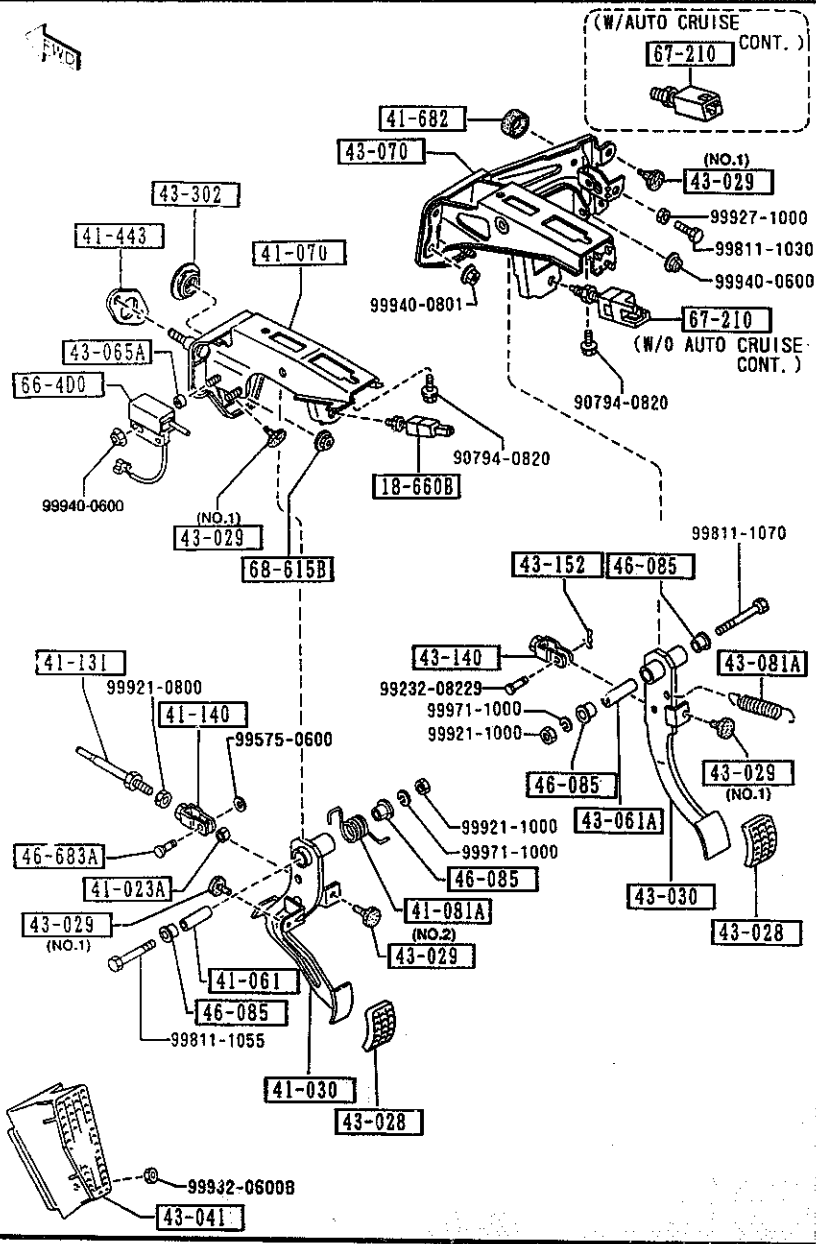 (W/AUTO CRUISE
CONT. )
67-210
FWD
41-682
43-070
(NO.1)
43-029
43-302
99927-1000
41-443
99811-1030
41-070
99940-0600
99940-0801
67-210
43-065A
(W/O AUTO CRUISE
CONT. )
66-4D0
90794-0820
90794-0820
18-660B
99940-0600
(NO.1)
43-029
99811-1070
68-615B
43-152
46-085
41-131
43-140
43-081A
99921-0800
99232-08229
41-140
99971-1000
99575-0600
99921-1000
46-085
43-029
(NO.1)
99921-1000
43-061A
46-683A
99971-1000
41-023A
46-085
43-030
43-029
(NO.1)
41-081A
43-028
(NO.2)
43-029
41-061
46-085
99811-1055
41-030
43-028
99932-0600B
43-041